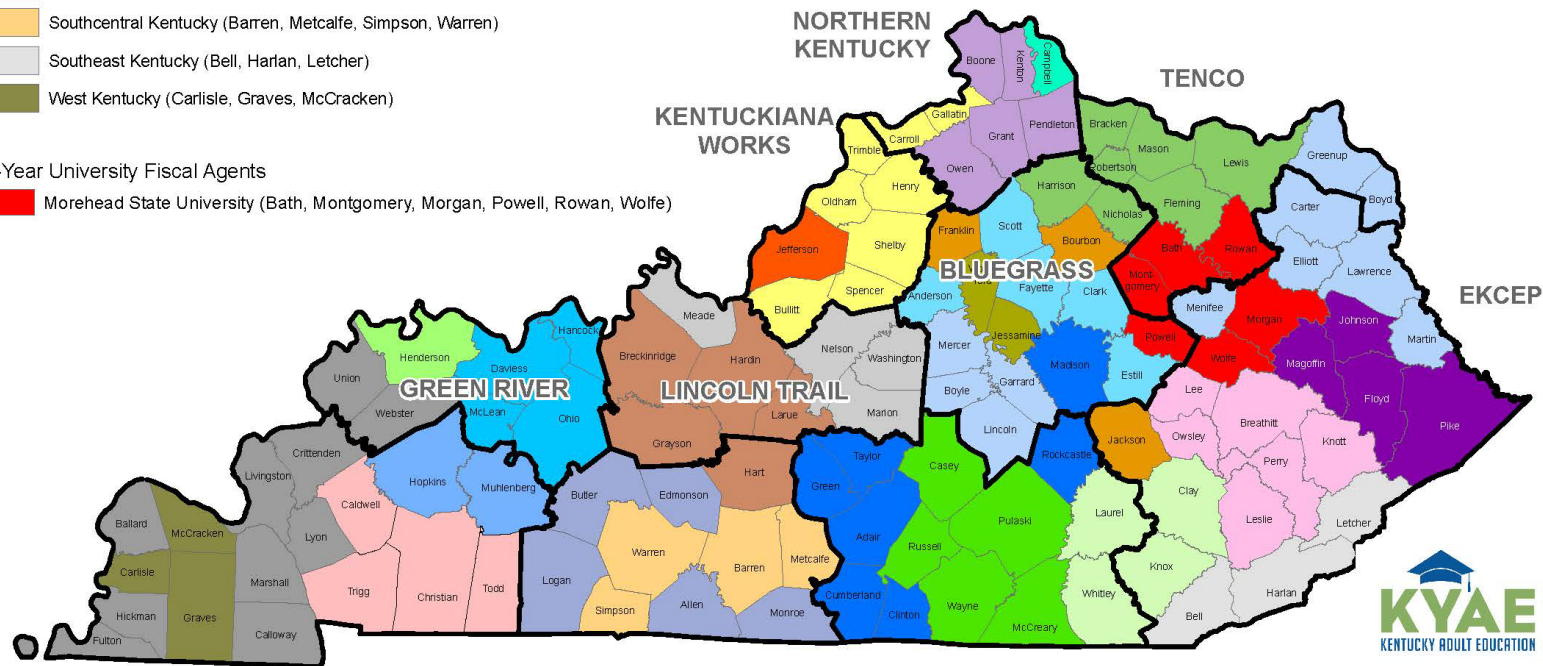 Southcentral Kentucky (Barren, Metcalfe, Simpson, Warren)
Southeast Kentucky (Bell, Harlan, Letcher)
West Kentucky (Carlisle, Graves, McCracken)
-Year University Fiscal Agents
Morehead State University (Bath, Montgomery, Morgan, Powell, Rowan, Wolfe)
NORTHERN
KENTUCKY
TENCO
KENTUCKIANA
WORKS
BLUEGRASS
EKCEP
GREEN RIVER
LINCOLN TRAIL
Boone
Kenton
Campbell
Gallatin
Carroll
Grant
Pendleton
Owen
Trimble
Henry
Oldham
Jefferson
Shelby
Spencer
Bullitt
Bracken
Mason
Robertson
Lewis
Fleming
Harrison
Nicholas
Greenup
Boyd
Carter
Elliott
Lawrence
Bath
Rowan
Mont-
gomery
Menifee
Morgan
Powell
Wolfe
Johnson
Martin
Magoffin
Floyd
Pike
Franklin
Scott
Bourbon
Fayette
Clark
Anderson
Jessamine
Mercer
Madison
Estill
Boyle
Garrard
Lincoln
Meade
Breckinridge
Hardin
Nelson
Washington
Marion
Larue
Grayson
Hancock
Henderson
Daviess
Union
Webster
McLean
Ohio
Lee
Breathitt
Owsley
Knott
Perry
Leslie
Jackson
Clay
Letcher
Knox
Harlan
Bell
Rockcastle
Laurel
Whitley
Taylor
Casey
Green
Pulaski
Adair
Russell
Cumberland
Clinton
Wayne
McCreary
Hart
Butler
Edmonson
Warren
Barren
Metcalfe
Logan
Simpson
Allen
Monroe
Crittenden
Livingston
Hopkins
Muhlenberg
Caldwell
Lyon
Trigg
Christian
Todd
Ballard
McCracken
Carlisle
Marshall
Hickman
Graves
Calloway
Fulton
KYAE
KENTUCKY ADULT EDUCATION